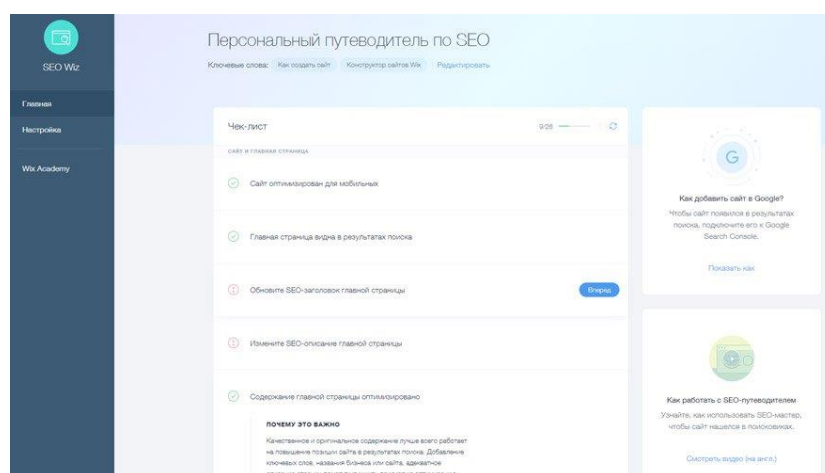 SEO Wiz
Главная
Настройка
Wix Academy
Персональный путеводитель по SEO
Ключевые слова: Как создать сайт Конструктор сайтов Wix Редактировать
Чек-лист 9/26
САЙТ И ГЛАВНАЯ СТРАНИЦА
Сайт оптимизирован для мобильных
Главная страница видна в результатах поиска
Обновите SEO-заголовок главной страницы Вперед
Измените SEO-описание главной страницы
Содержание главной страницы оптимизировано
ПОЧЕМУ ЭТО ВАЖНО
Качественное и оригинальное содержание лучше всего работает
на повышение позиции сайта в результатах поиска. Добавление
ключевых слов, названия бизнеса или сайта, адекватное
G
Как добавить сайт в Google?
Чтобы сайт появился в результатах
поиска, подключите его к Google
Search Console.
Показать как
Как работать с SEO-путеводителем
Узнайте, как использовать SEO-мастер,
чтобы сайт нашелся в поисковиках.
Смотреть видео (на англ.)